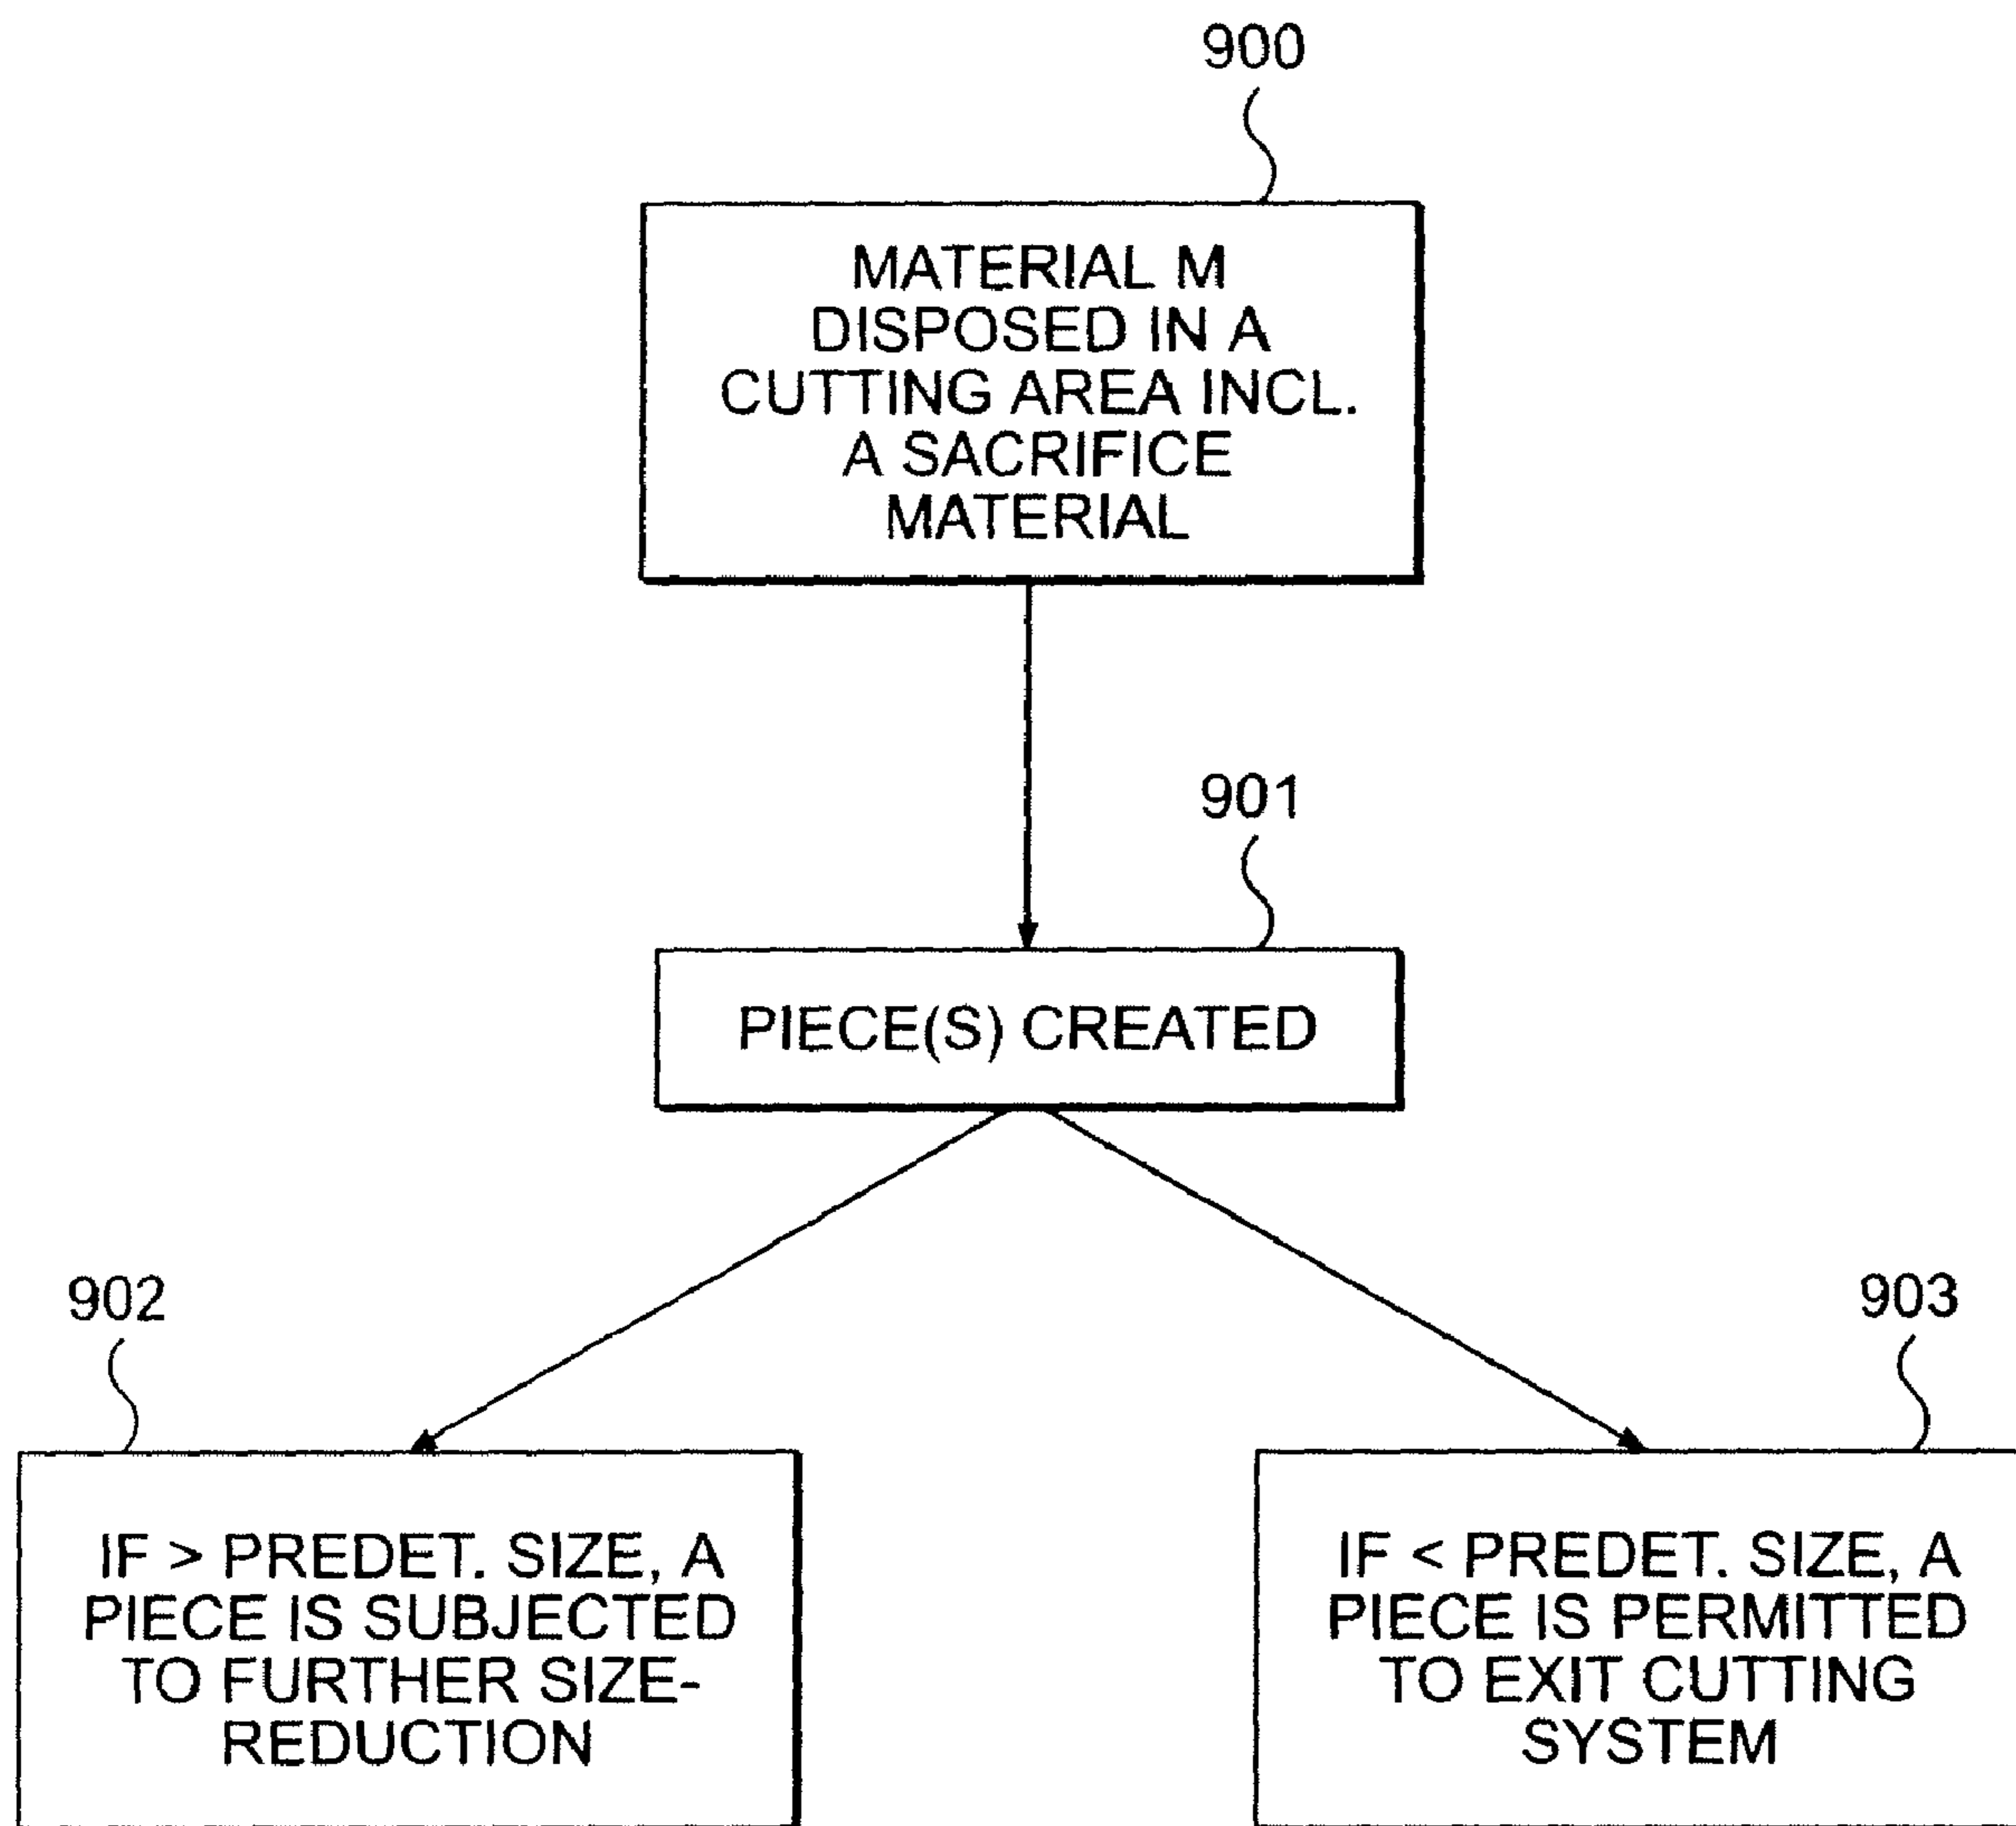 900
MATERIAL M
DISPOSED IN A
CUTTING AREA INCL.
A SACRIFICE
MATERIAL
901
PIECE(S) CREATED
902
IF > PREDET. SIZE, A
PIECE IS SUBJECTED
TO FURTHER SIZE-
REDUCTION
903
IF < PREDET. SIZE, A
PIECE IS PERMITTED
TO EXIT CUTTING
SYSTEM